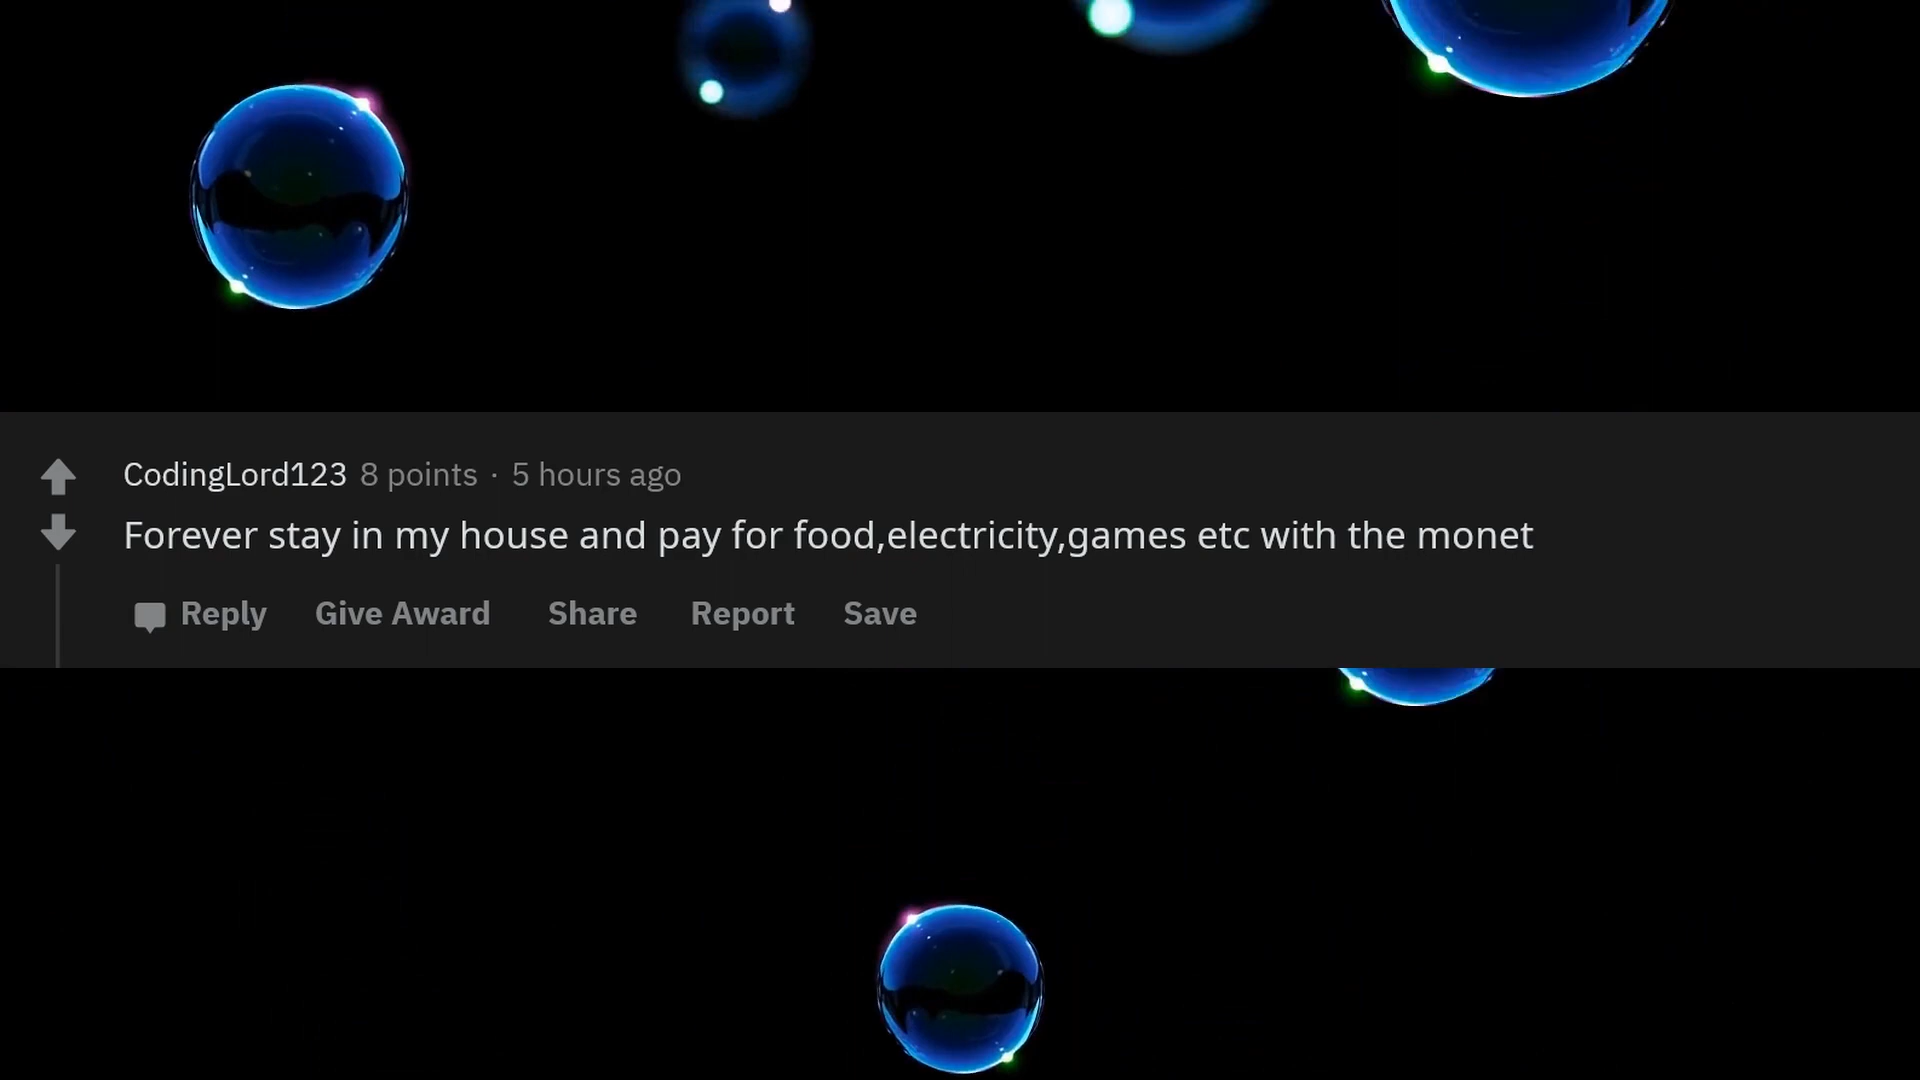 CodingLord123 8 points · 5 hours ago
Forever stay in my house and pay for food,electricity,games etc with the monet
Reply Give Award Share Report Save